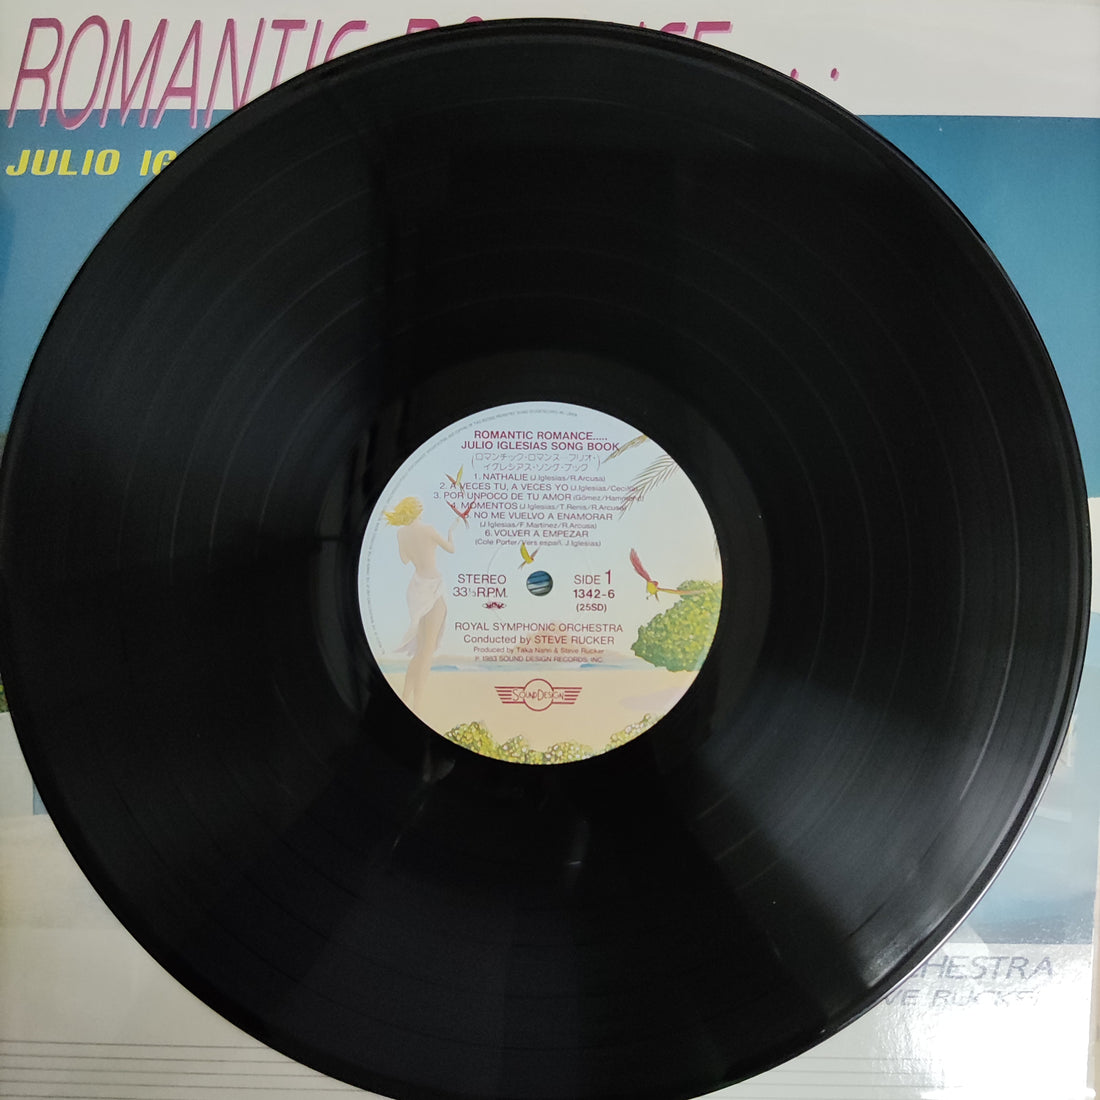 ROMANTIC
JULIO IG
ROMANTIC ROMANCE.....
JULIO IGLESIAS SONG BOOK
(ロマンチック・ロマンス フリオ・
イグレシアス・ソング・ブック)
1. NATHALIE (J.Iglesias/R.Arcusa)
2. A VECES TU, A VECES YO (J.Iglesias/Cecilia)
3. POR UNPOCO DE TU AMOR (Gömez/Hammond)
4. MOMENTOS (J.Iglesias/T.Renis/R.Arcusa)
5. NO ME VUELVO A ENAMORAR
(J.Iglesias/F.Martinez/R.Arcusa)
6. VOLVER A EMPEZAR
(Cole Porter/Vers españ. J.Iglesias)
STEREO
33⅓R.P.M.
SIDE 1
1342-6
(25SD)
ROYAL SYMPHONIC ORCHESTRA
Conducted by STEVE RUCKER
Produced by Taka Nanri & Steve Rucker
℗ 1983 SOUND DESIGN RECORDS, INC.
SOUND DESIGN
HESTRA
VE RUCKER